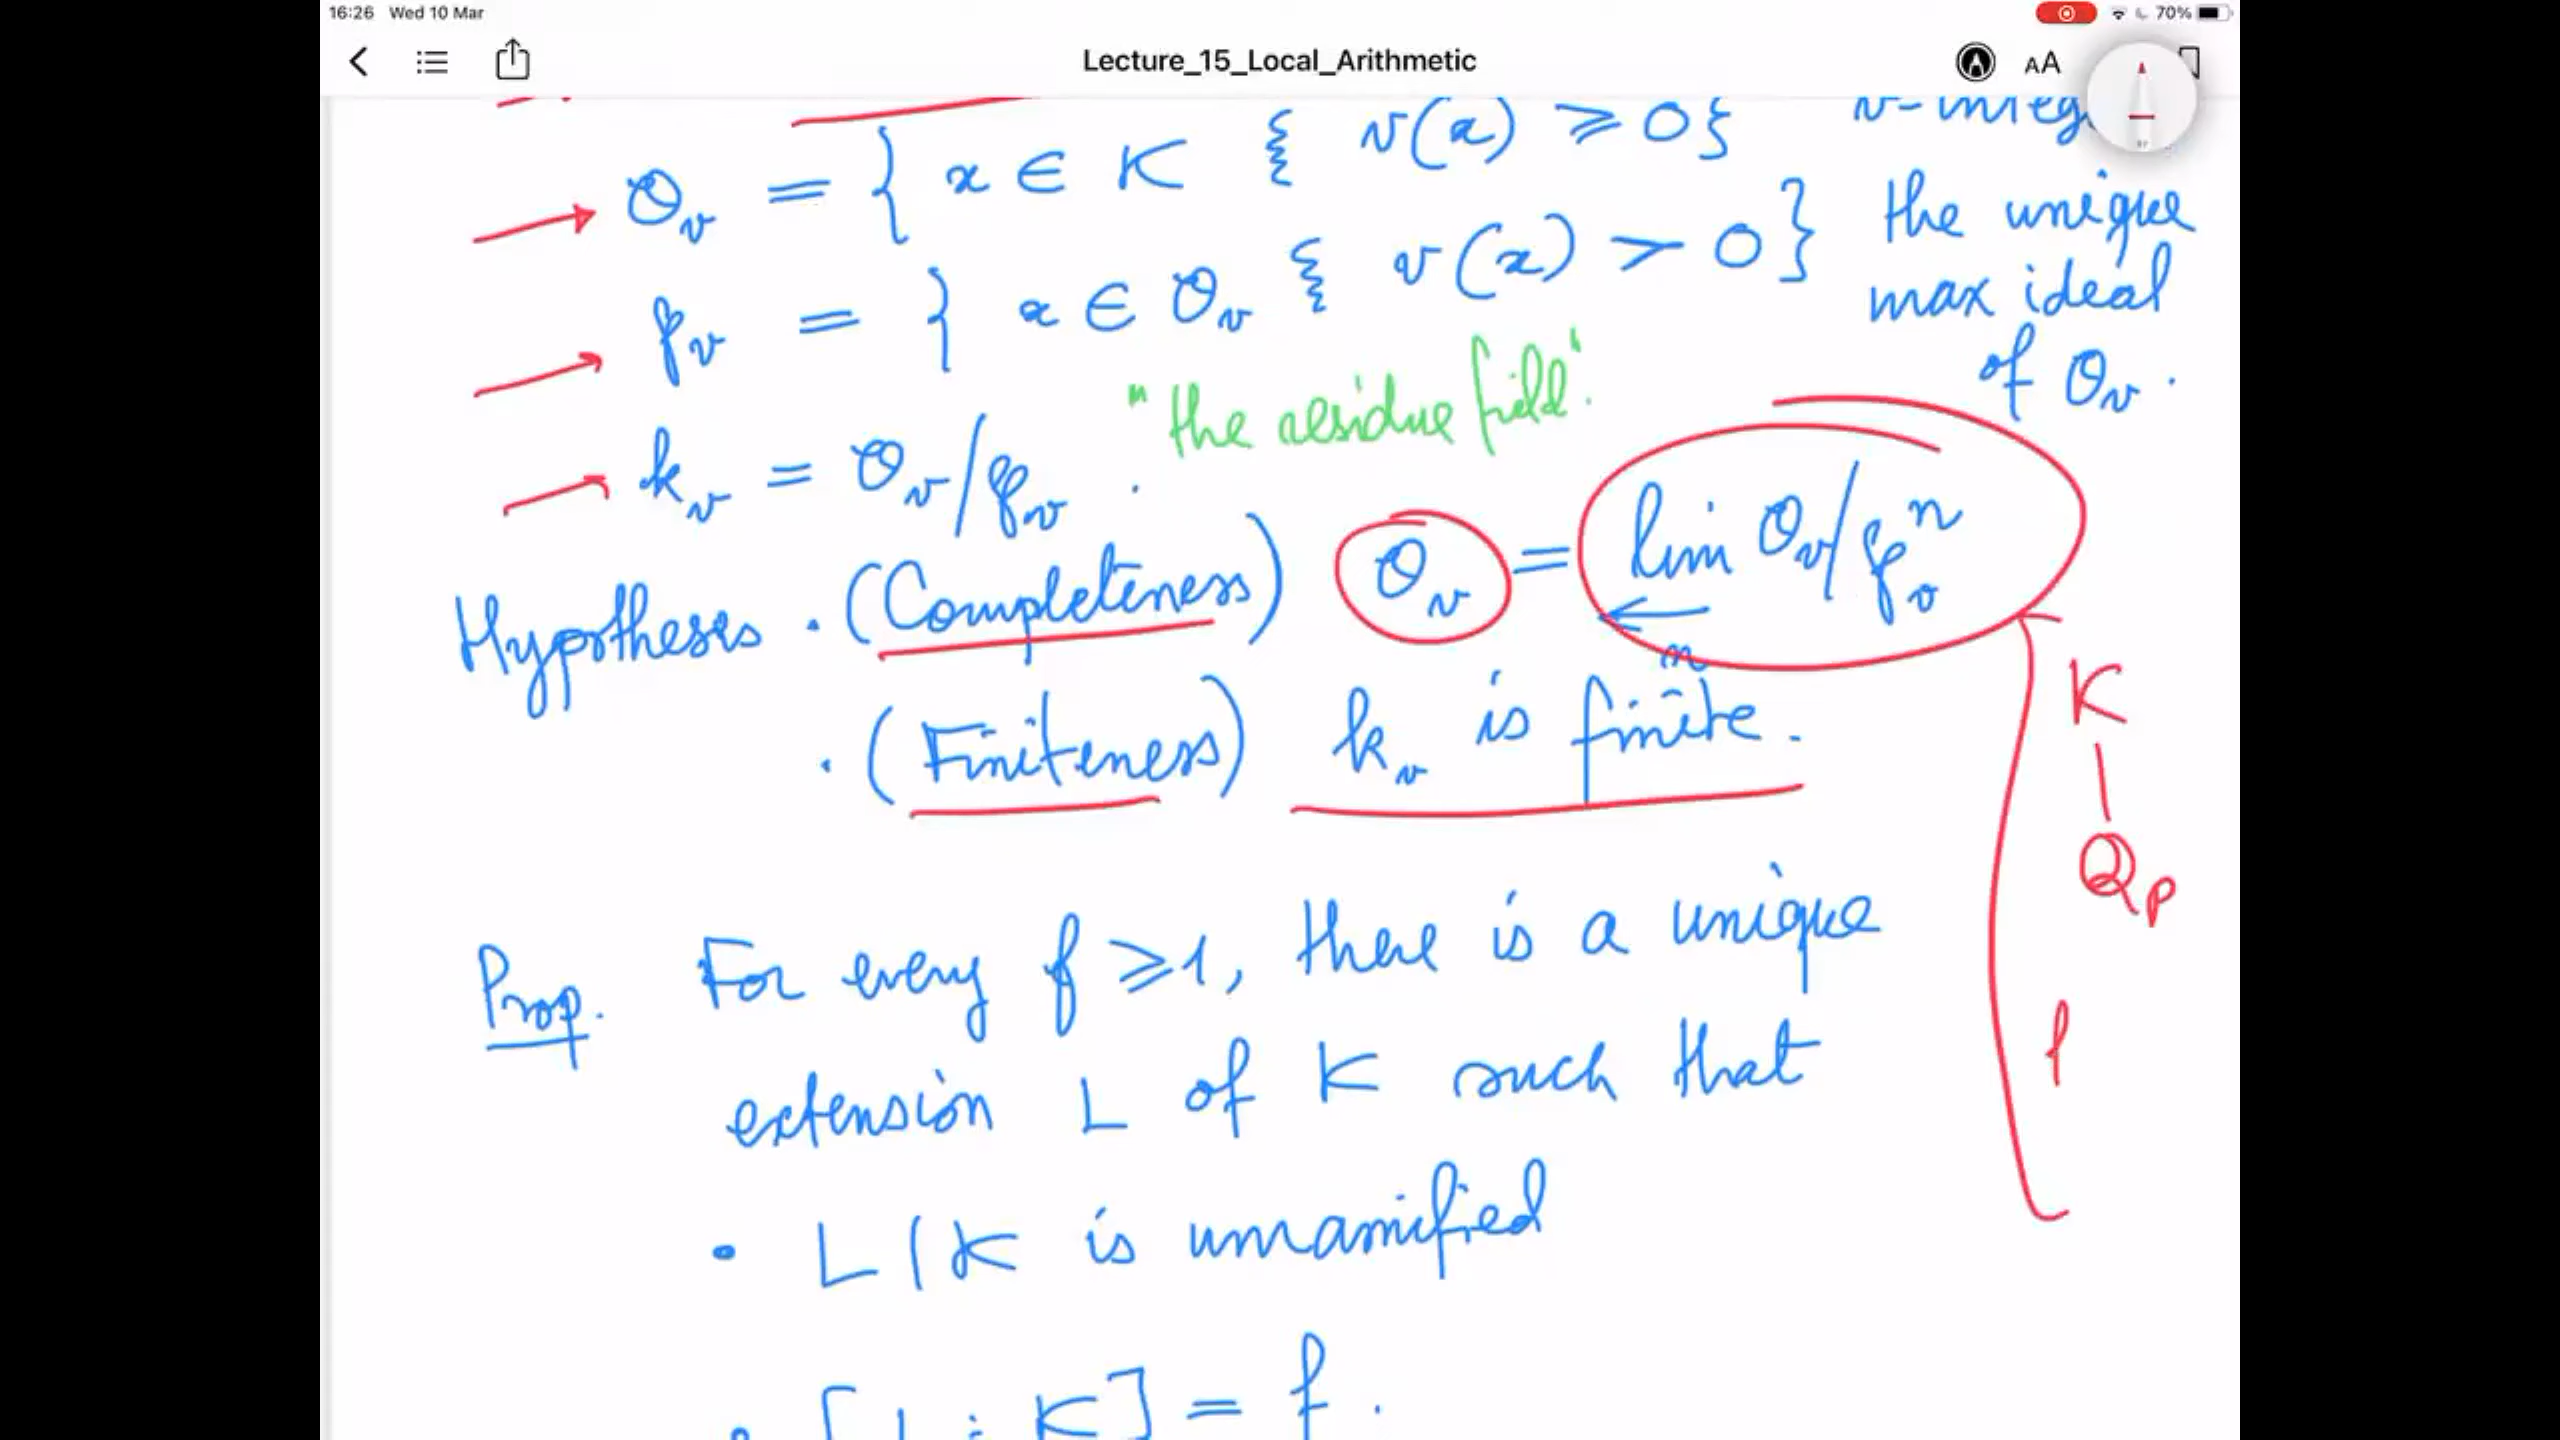 16:26 Wed 10 Mar
70%
Lecture_15_Local_Arithmetic
AA
𝒪_v = { x ∈ K { v(x) ⩾ 0}
𝔭_v = { x ∈ 𝒪_v { v(x) > 0} the unique
max ideal
of 𝒪_v.
"the residue field".
k_v = 𝒪_v/𝔭_v.
Hypotheses · (Completeness) 𝒪_v = lim 𝒪_v/𝔭_v^n
← n
· (Finiteness) k_v is finite.
K
|
Q_p
Prop. For every f ⩾ 1, there is a unique
extension L of K such that
• L | K is unramified
• [L : K] = f.